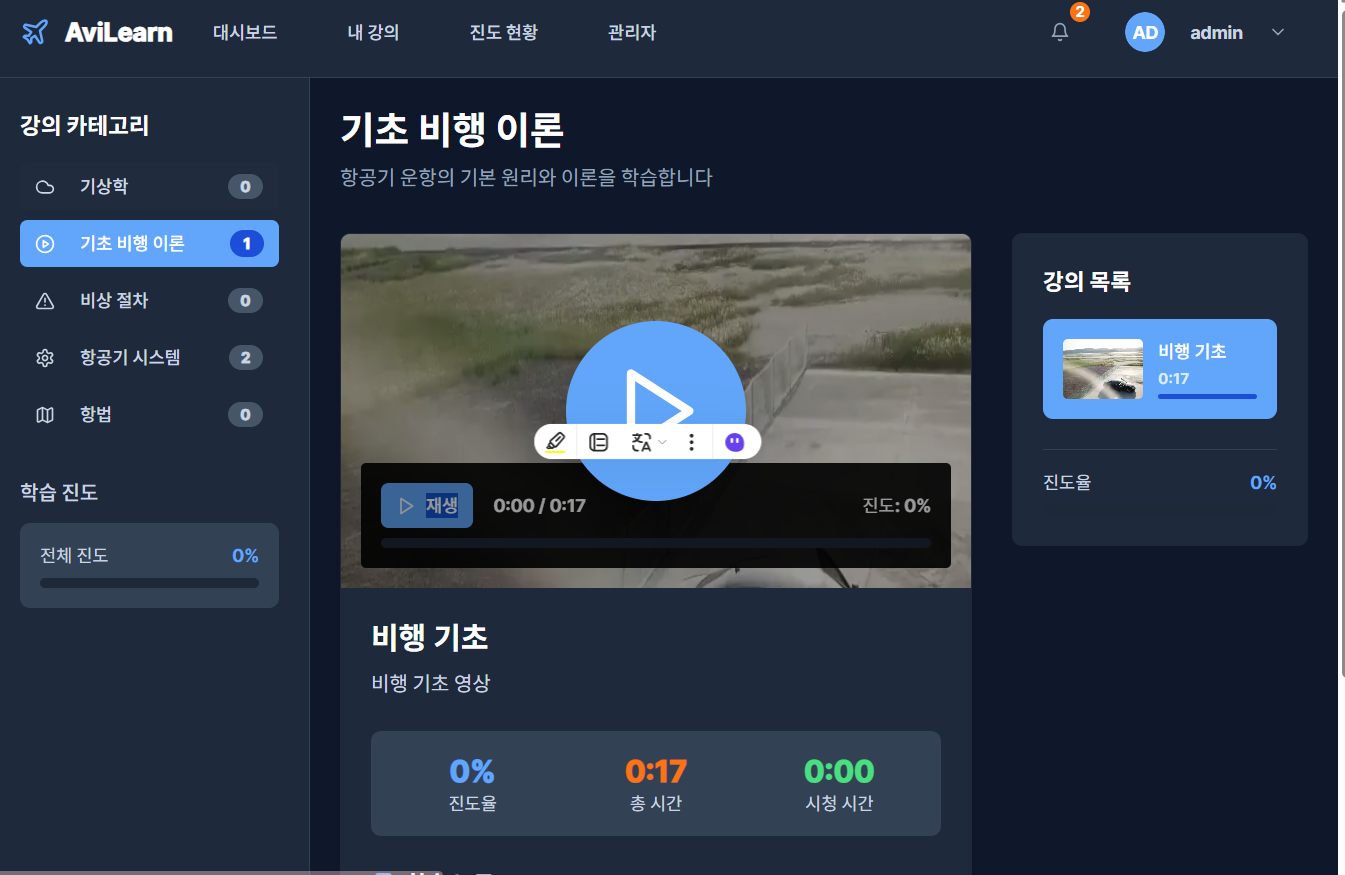 AviLearn 대시보드 내 강의 진도 현황 관리자 2 AD admin
강의 카테고리
기상학 0
기초 비행 이론 1
비상 절차 0
항공기 시스템 2
항법 0
학습 진도
전체 진도 0%
기초 비행 이론
항공기 운항의 기본 원리와 이론을 학습합니다
재생 0:00 / 0:17 진도: 0%
비행 기초
비행 기초 영상
0% 0:17 0:00
진도율 총 시간 시청 시간
강의 목록
비행 기초
0:17
진도율 0%